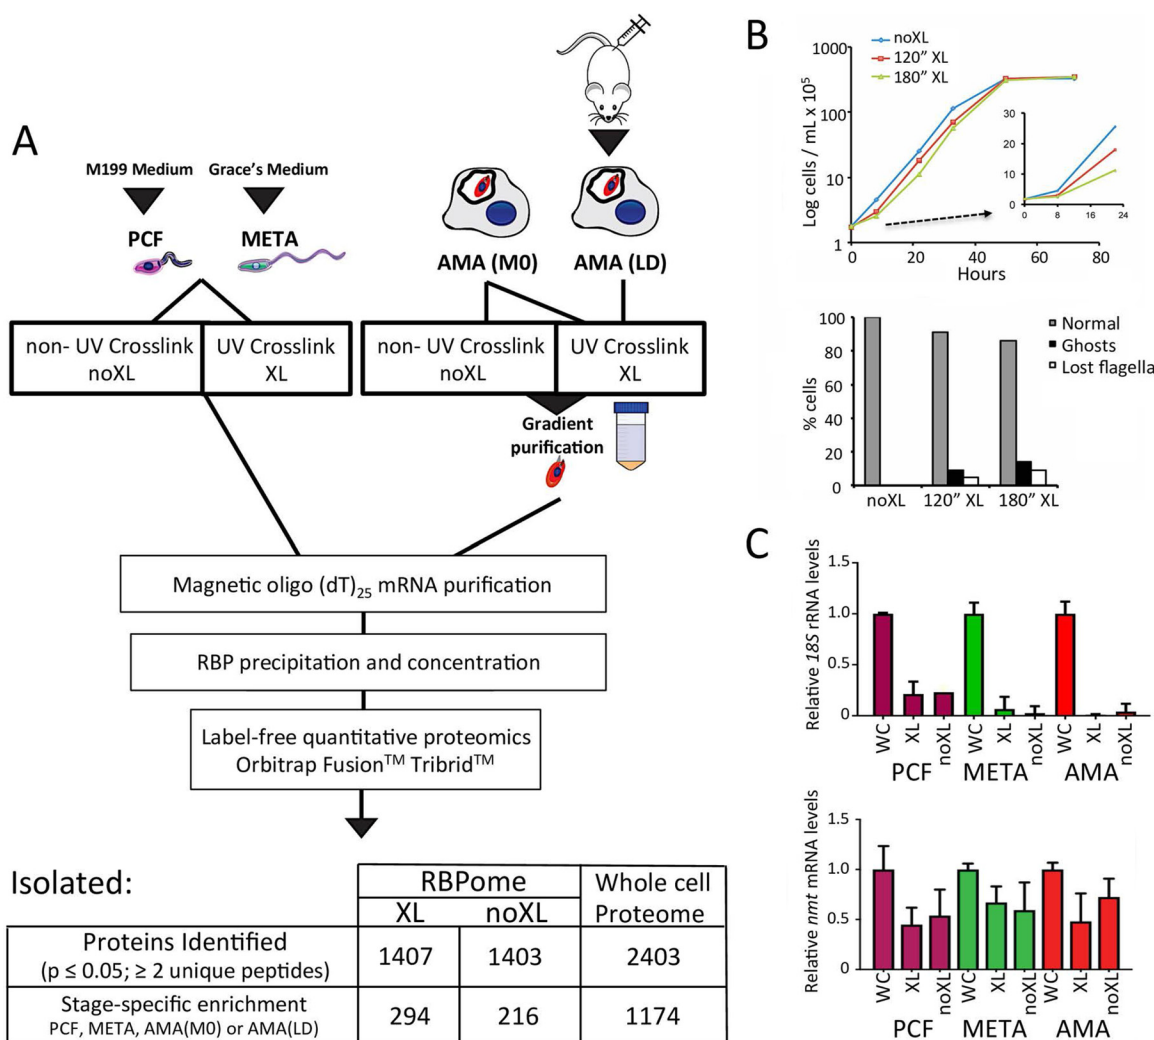 A
M199 Medium
Grace's Medium
PCF
META
AMA (M0)
AMA (LD)
non- UV Crosslink
noXL
UV Crosslink
XL
non- UV Crosslink
noXL
UV Crosslink
XL
Gradient
purification
Magnetic oligo (dT)25 mRNA purification
RBP precipitation and concentration
Label-free quantitative proteomics
Orbitrap Fusion™ Tribrid™
Isolated:
RBPome
Whole cell
Proteome
XL
noXL
Proteins Identified
(p ≤ 0.05; ≥ 2 unique peptides)
1407
1403
2403
Stage-specific enrichment
PCF, META, AMA(M0) or AMA(LD)
294
216
1174
B
noXL
120” XL
180” XL
Log cells / mL x 10⁵
1000
100
10
1
0
20
40
60
80
Hours
30
20
10
0
0
8
16
24
% cells
100
80
60
40
20
0
Normal
Ghosts
Lost flagella
noXL
120” XL
180” XL
C
Relative 18S rRNA levels
1.5
1.0
0.5
0
WC
XL
noXL
WC
XL
noXL
WC
XL
noXL
PCF
META
AMA
Relative nmt mRNA levels
1.5
1.0
0.5
0
WC
XL
noXL
WC
XL
noXL
WC
XL
noXL
PCF
META
AMA